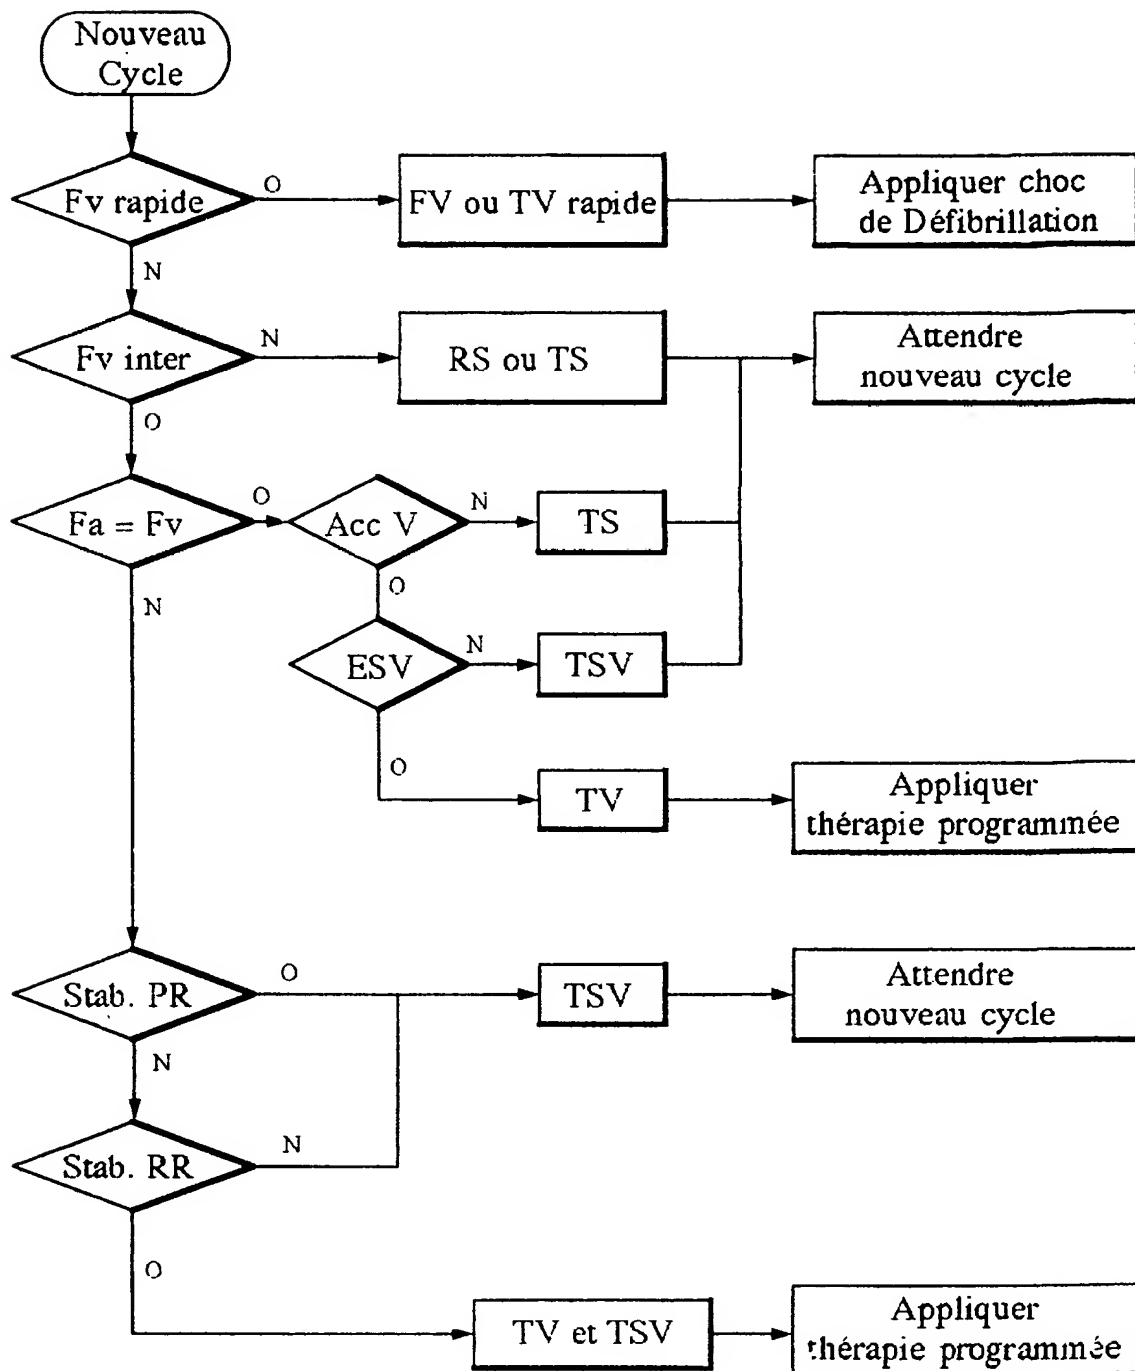 Nouveau
Cycle
Fv rapide
O
FV ou TV rapide
Appliquer choc
de Défibrillation
N
Fv inter
N
RS ou TS
Attendre
nouveau cycle
O
Fa = Fv
O
Acc V
N
TS
O
N
ESV
N
TSV
O
TV
Appliquer
thérapie programmée
Stab. PR
O
TSV
Attendre
nouveau cycle
N
Stab. RR
N
O
TV et TSV
Appliquer
thérapie programmée